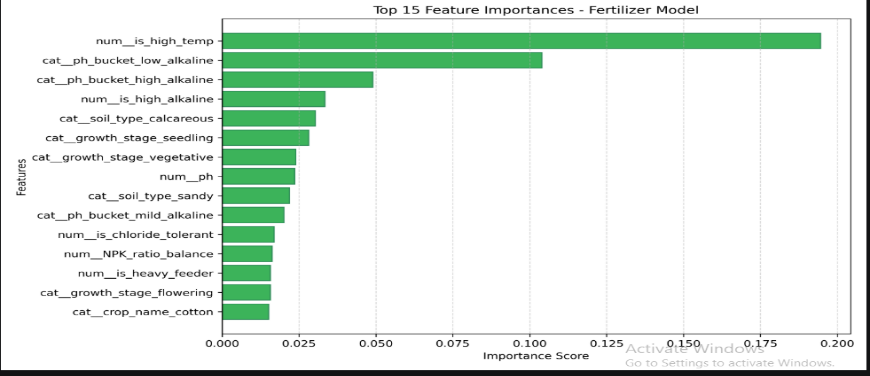 Top 15 Feature Importances - Fertilizer Model
num__is_high_temp
cat__ph_bucket_low_alkaline
cat__ph_bucket_high_alkaline
num__is_high_alkaline
cat__soil_type_calcareous
cat__growth_stage_seedling
cat__growth_stage_vegetative
num__ph
cat__soil_type_sandy
cat__ph_bucket_mild_alkaline
num__is_chloride_tolerant
num__NPK_ratio_balance
num__is_heavy_feeder
cat__growth_stage_flowering
cat__crop_name_cotton
Features
0.000 0.025 0.050 0.075 0.100 0.125 0.150 0.175 0.200
Importance Score
Activate Windows
Go to Settings to activate Windows.